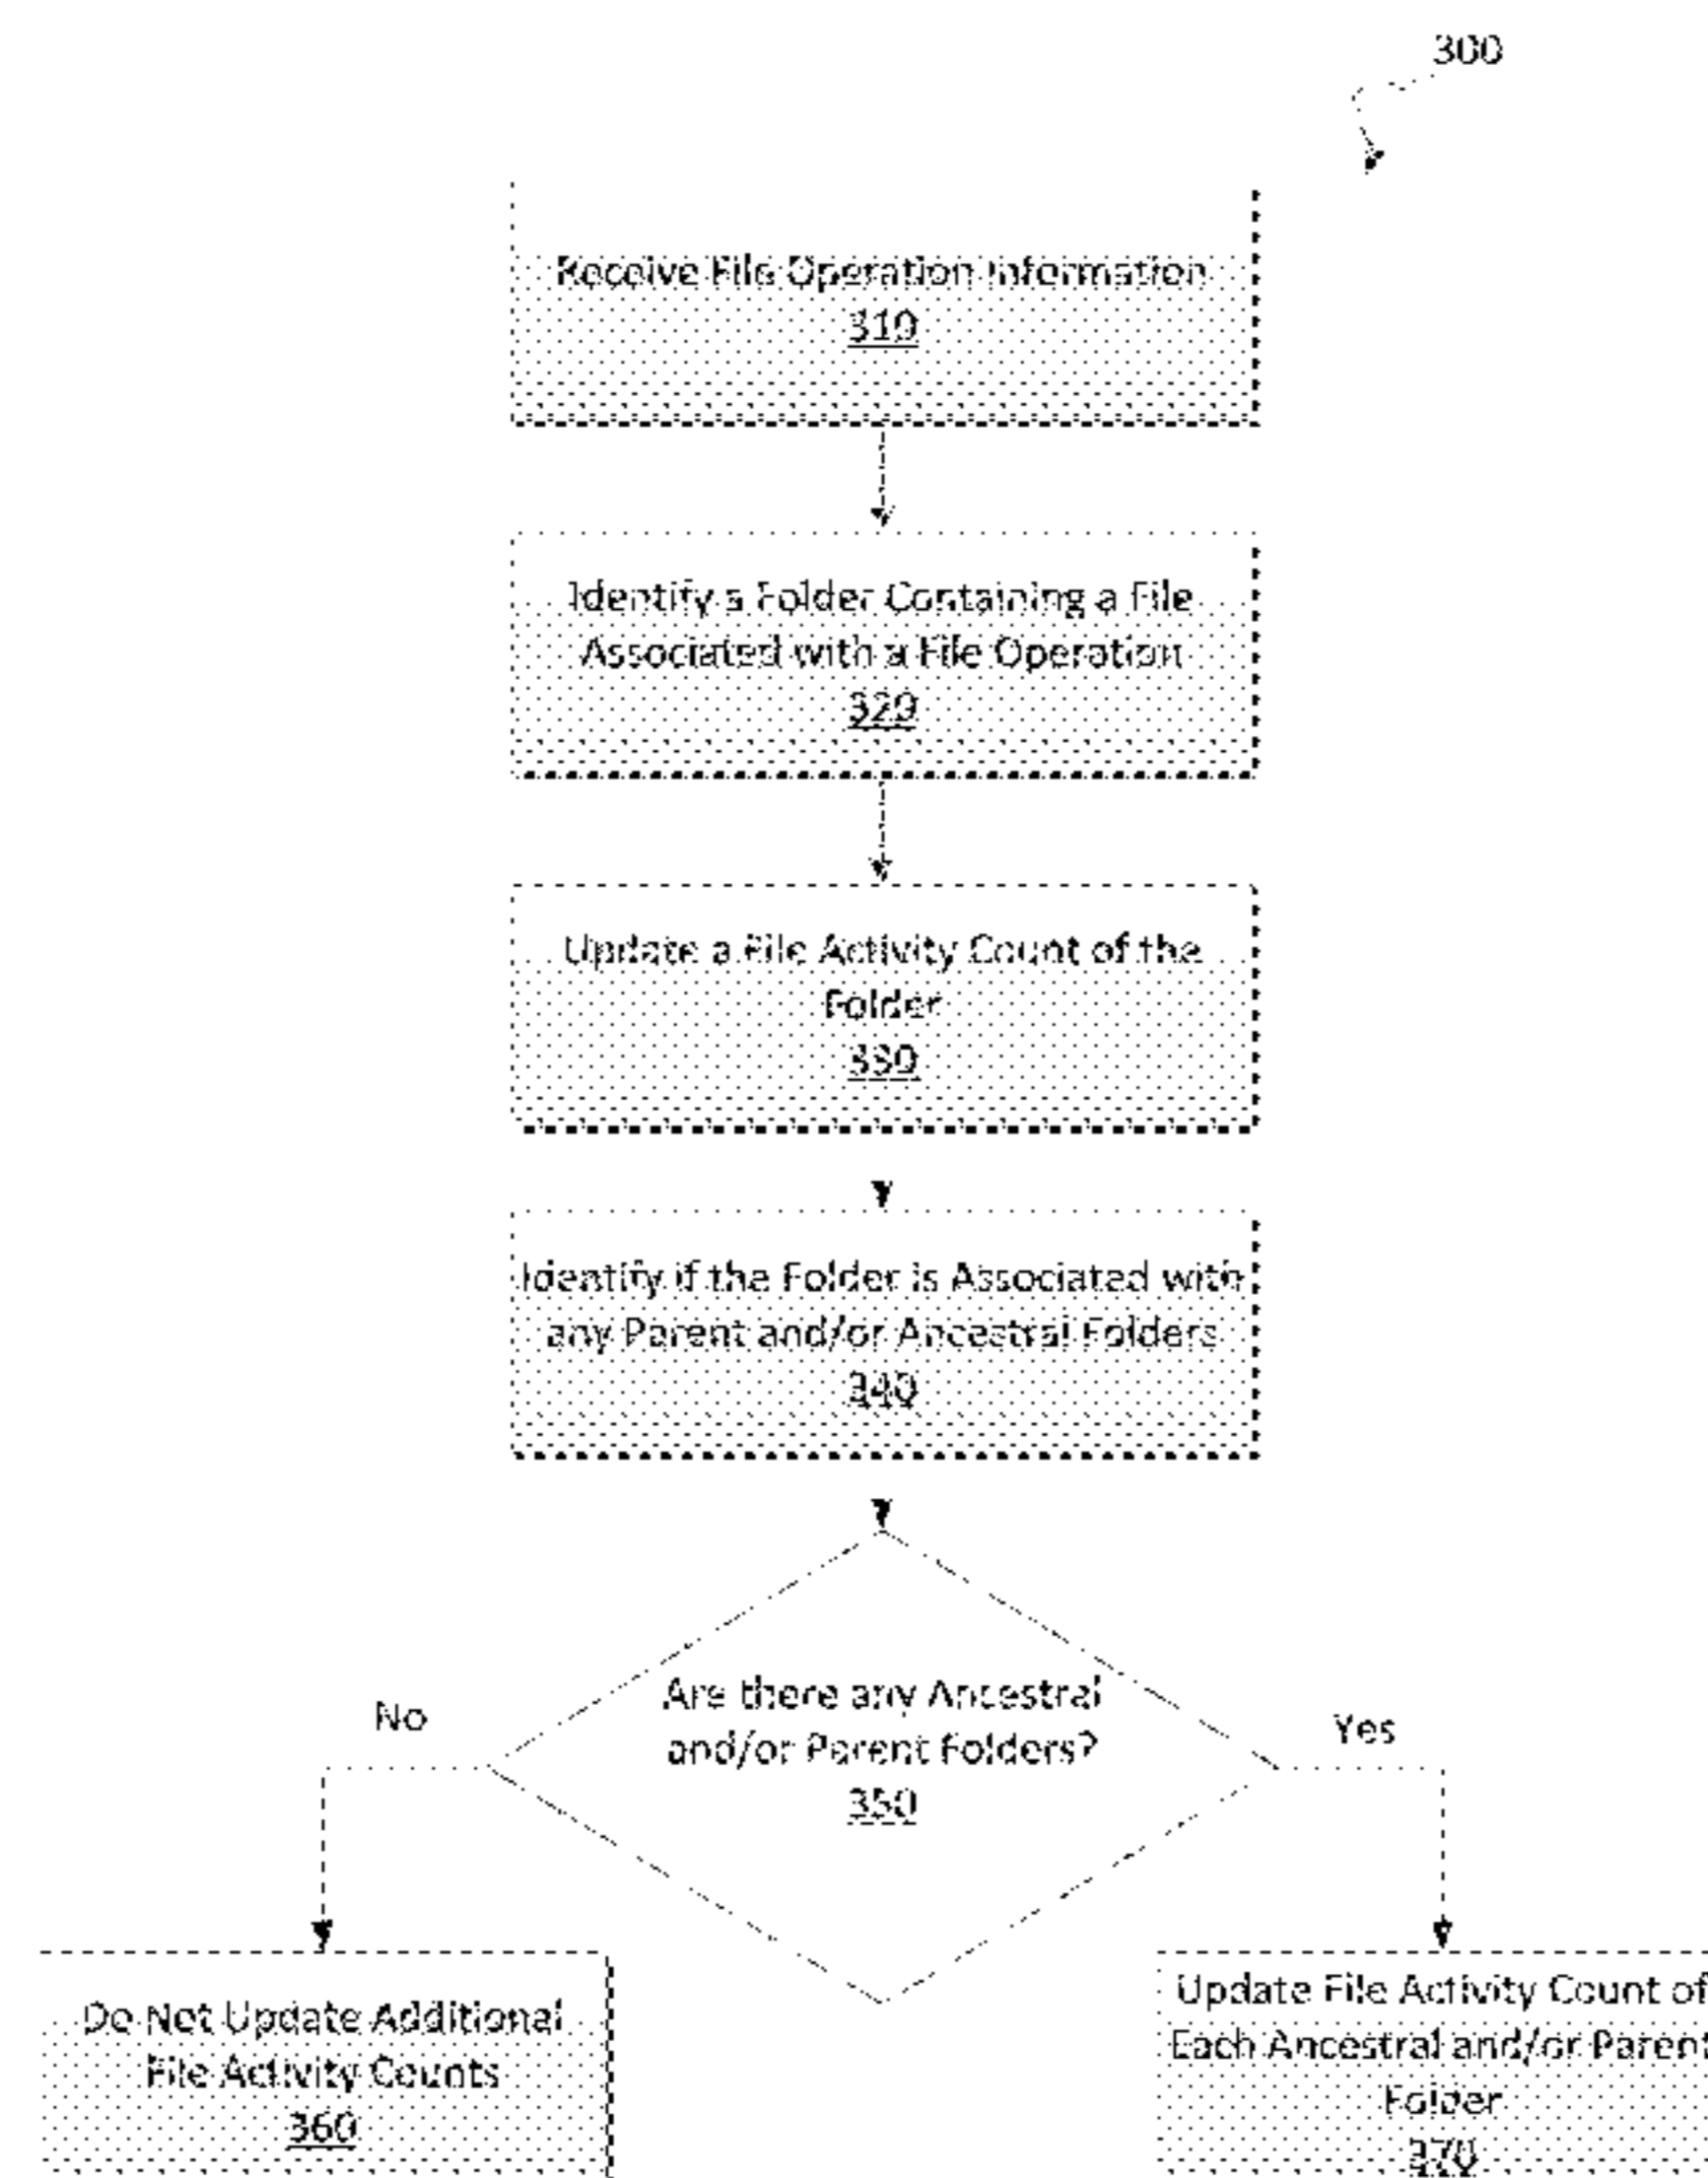 300
Receive File Operation Information
310
Identify a Folder Containing a File
Associated with a File Operation
320
Update a File Activity Count of the
Folder
330
Identify if the Folder is Associated with
any Parent and/or Ancestral Folders
340
Are there any Ancestral
and/or Parent Folders?
350
No
Yes
Do Not Update Additional
File Activity Counts
360
Update File Activity Count of
Each Ancestral and/or Parent
Folder
370